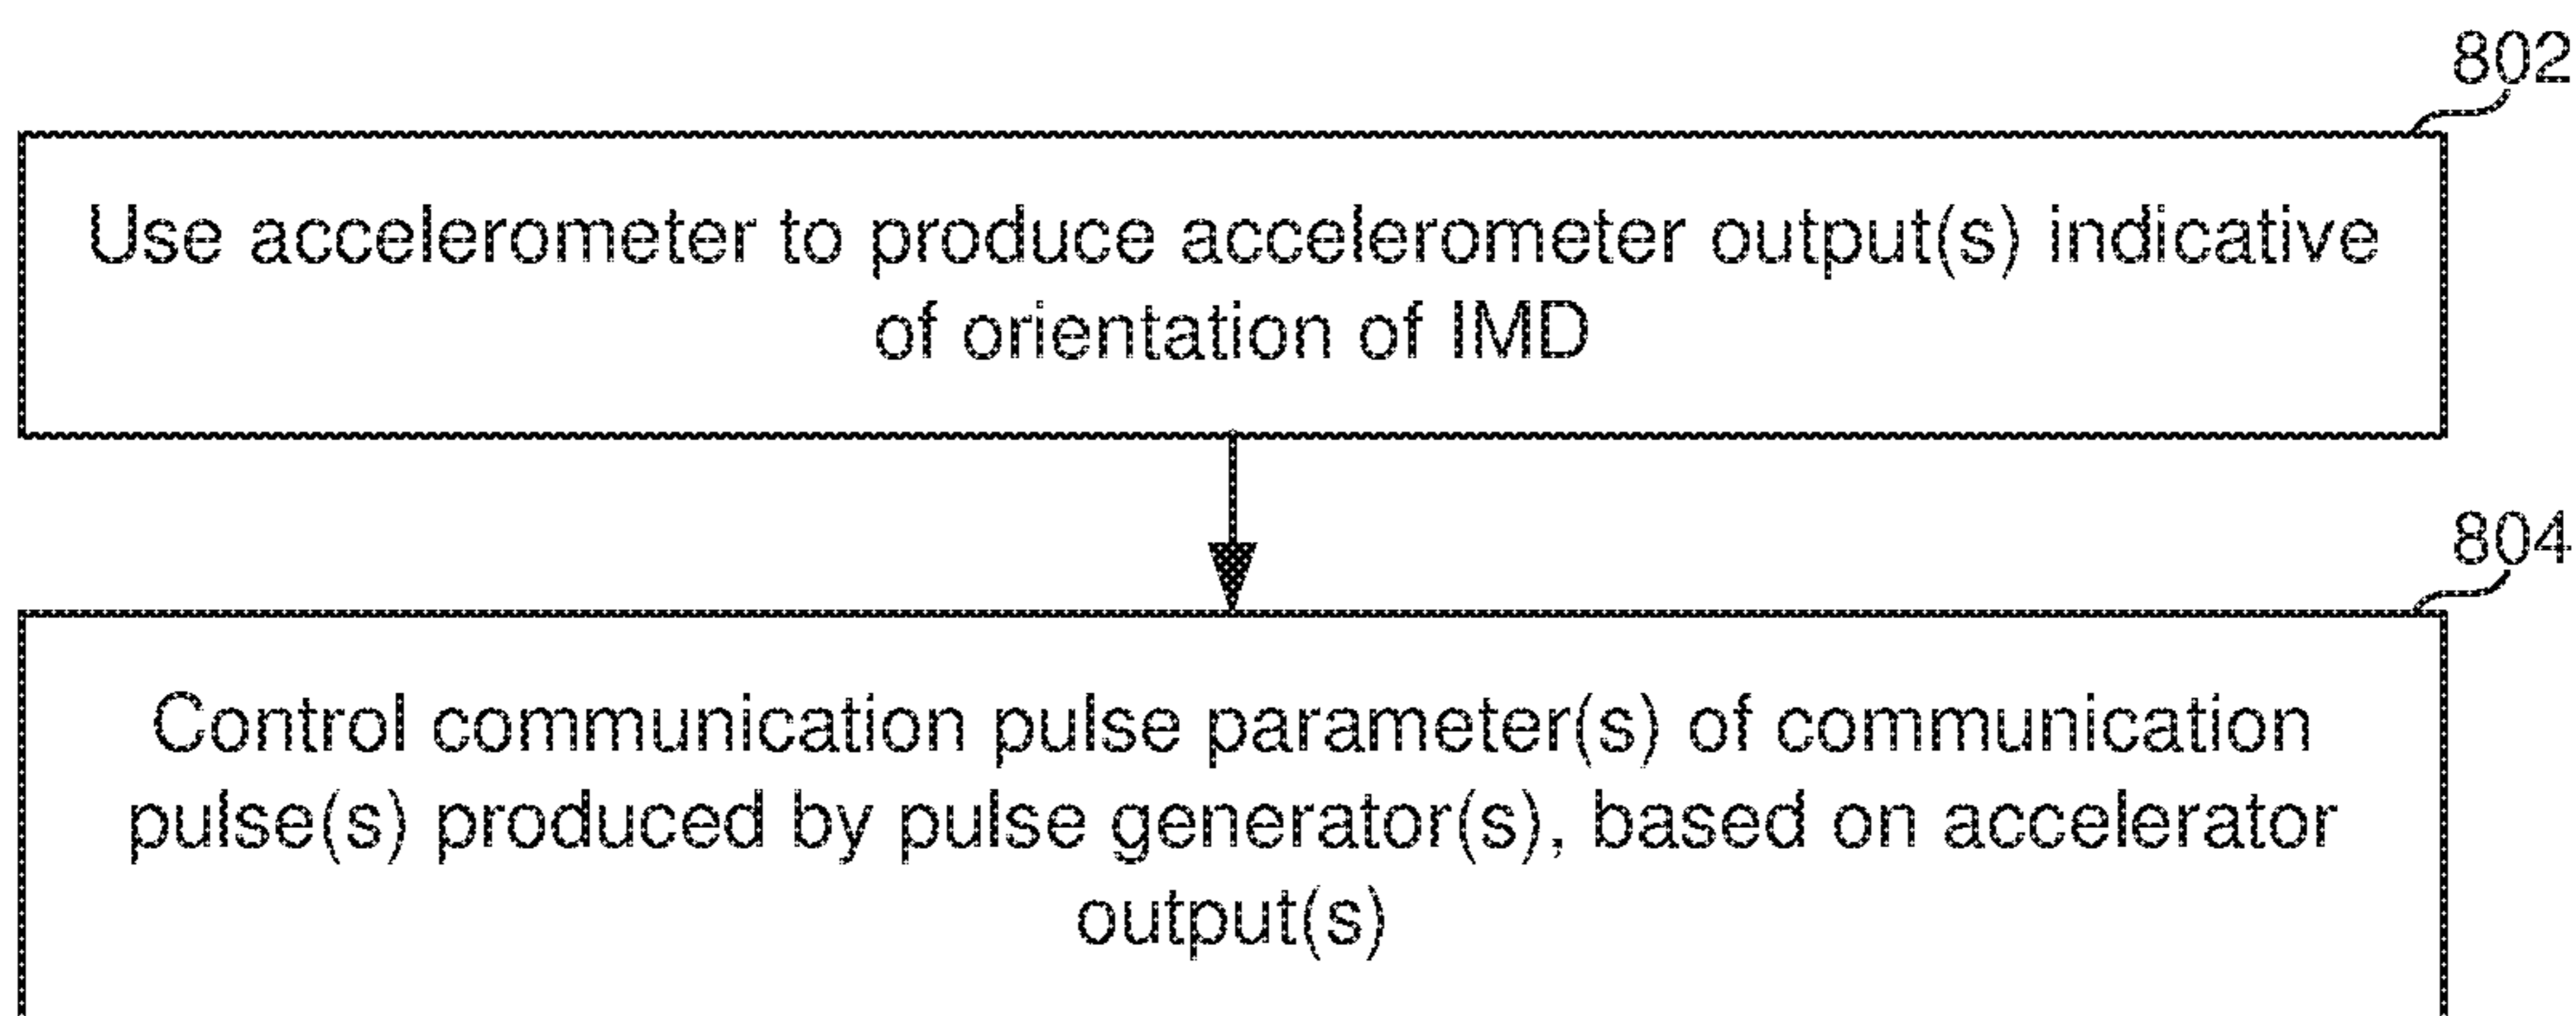 802
Use accelerometer to produce accelerometer output(s) indicative
of orientation of IMD
804
Control communication pulse parameter(s) of communication
pulse(s) produced by pulse generator(s), based on accelerator
output(s)